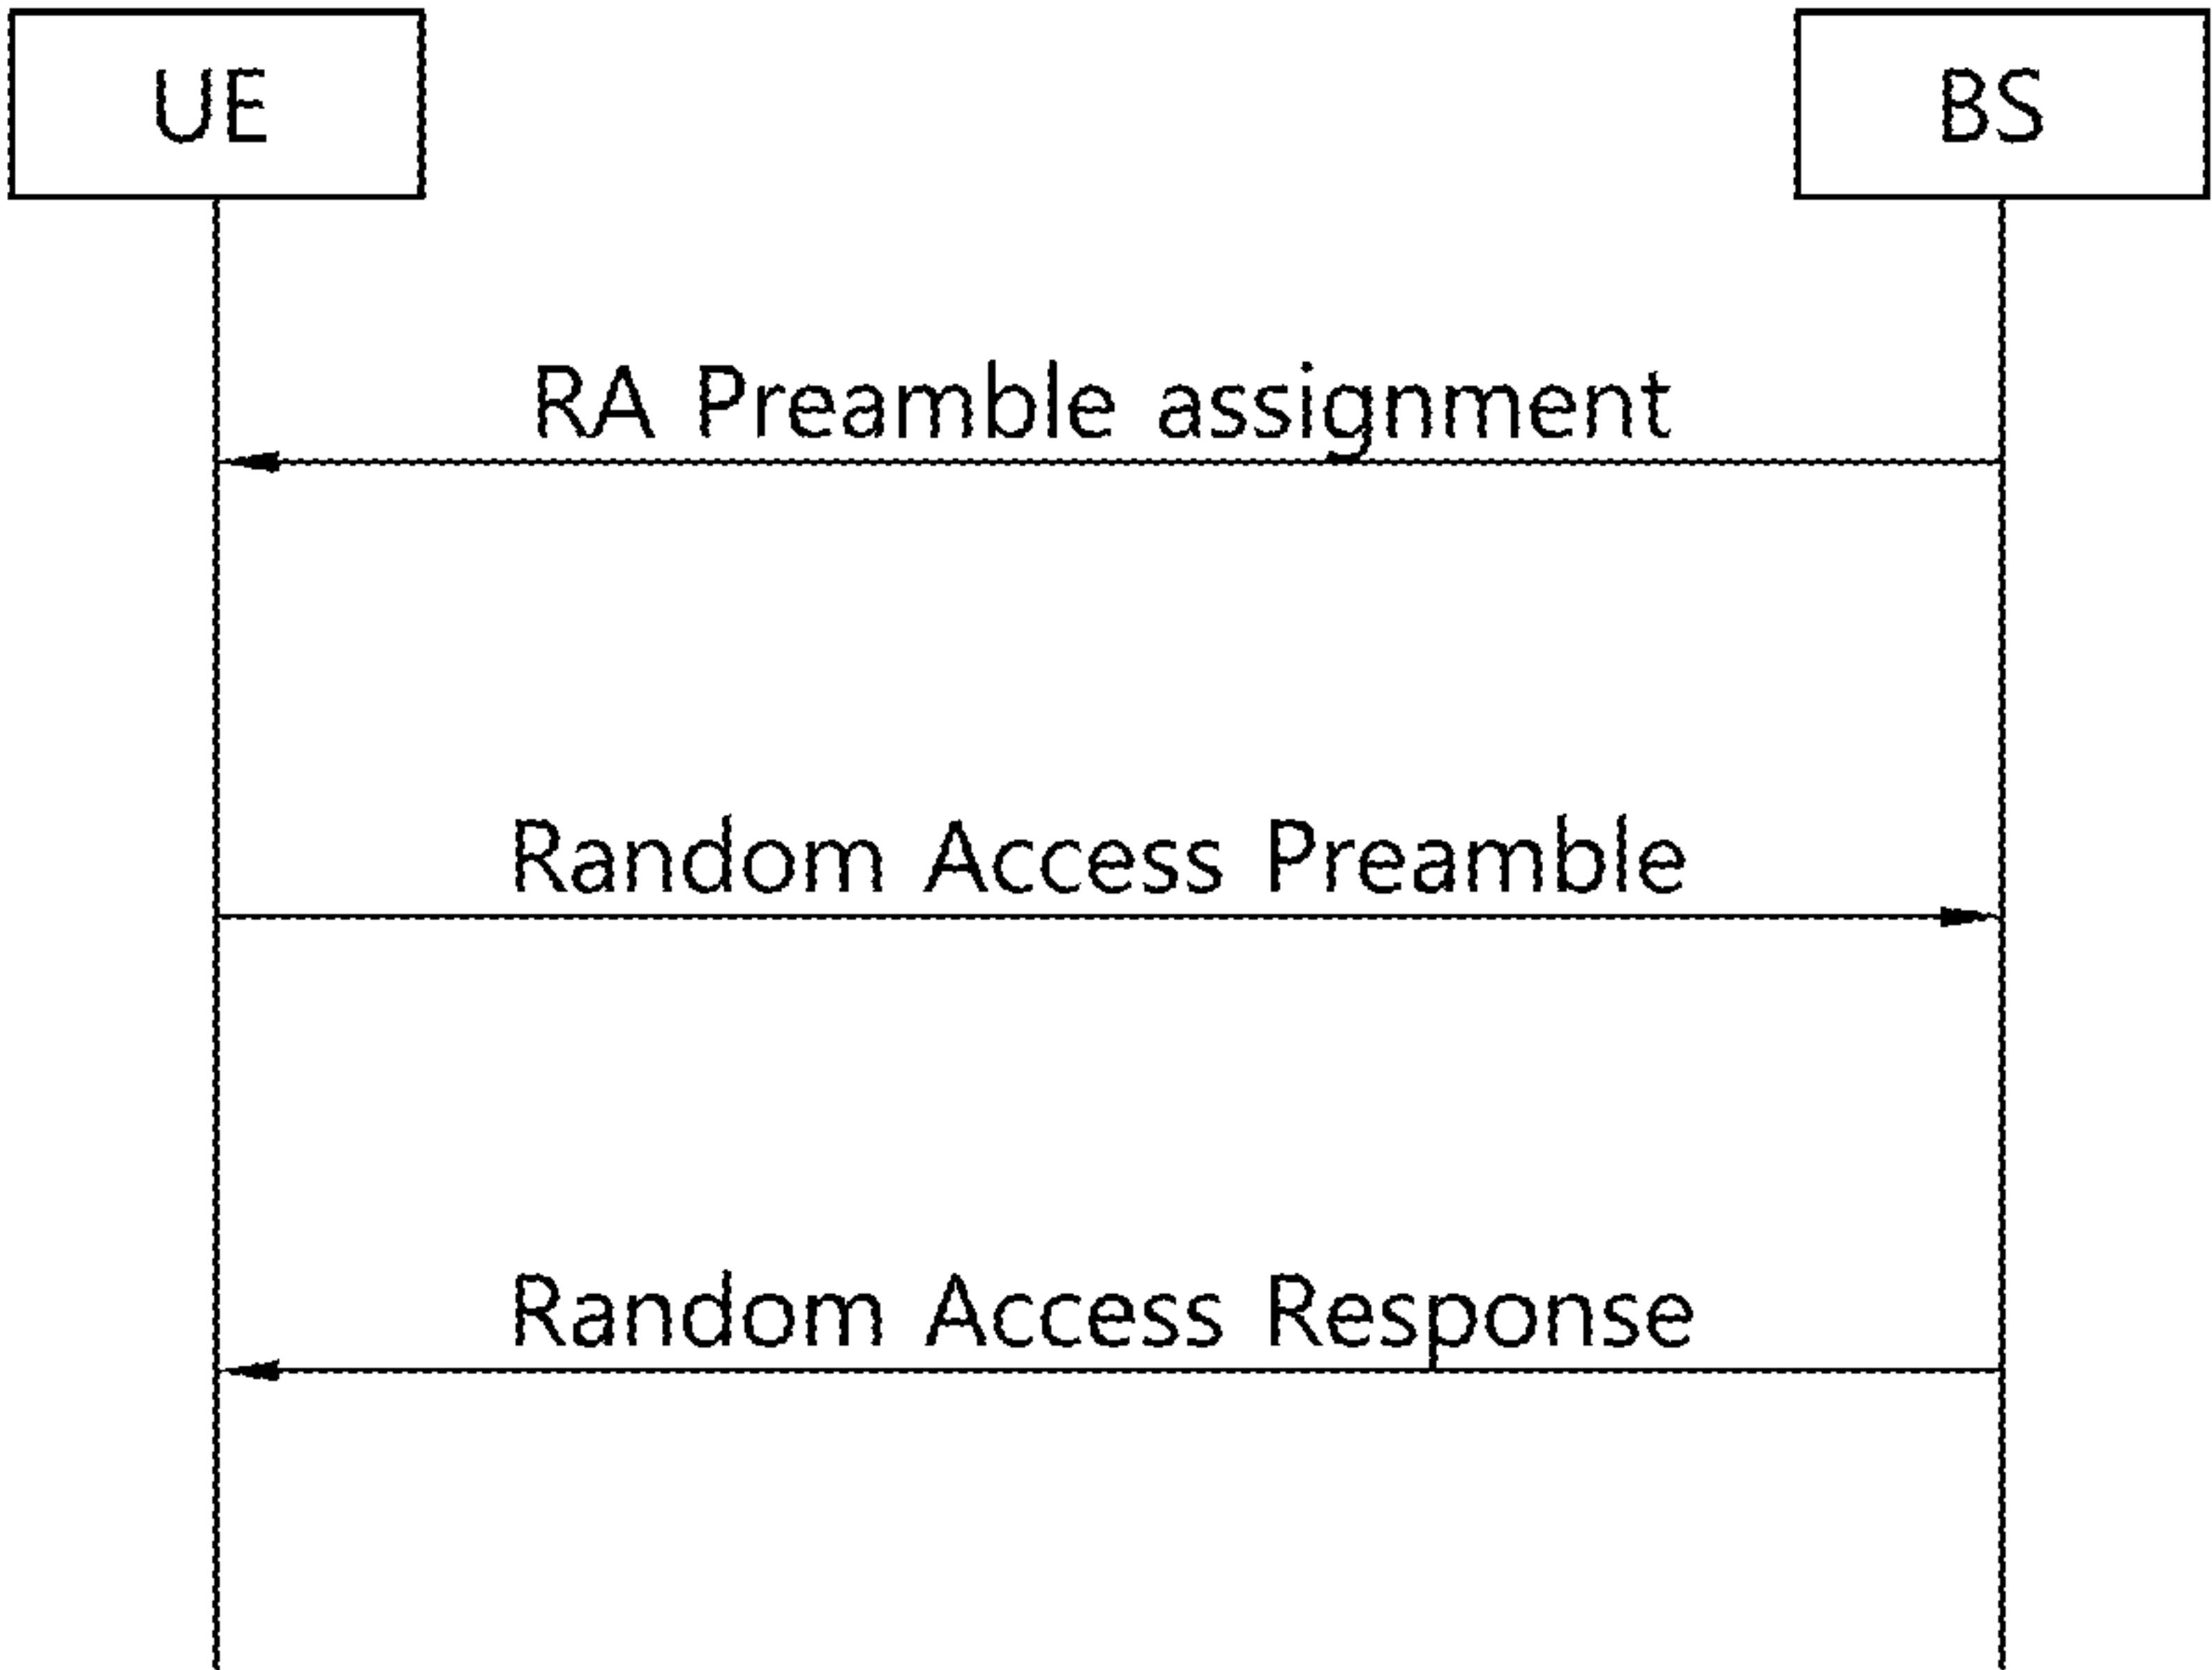 UE
BS
RA Preamble assignment
Random Access Preamble
Random Access Response